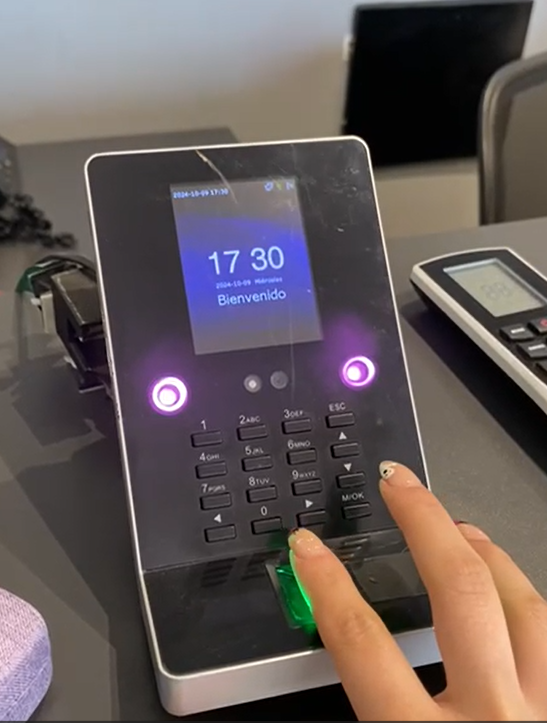 2024-10-09 17:30
17 30
2024-10-09 Miércoles
Bienvenido
1 2ABC 3DEF ESC
4GHI 5JKL 6MNO ▲
7PQRS 8TUV 9WXYZ ▼
◀ 0 ▶ M/OK